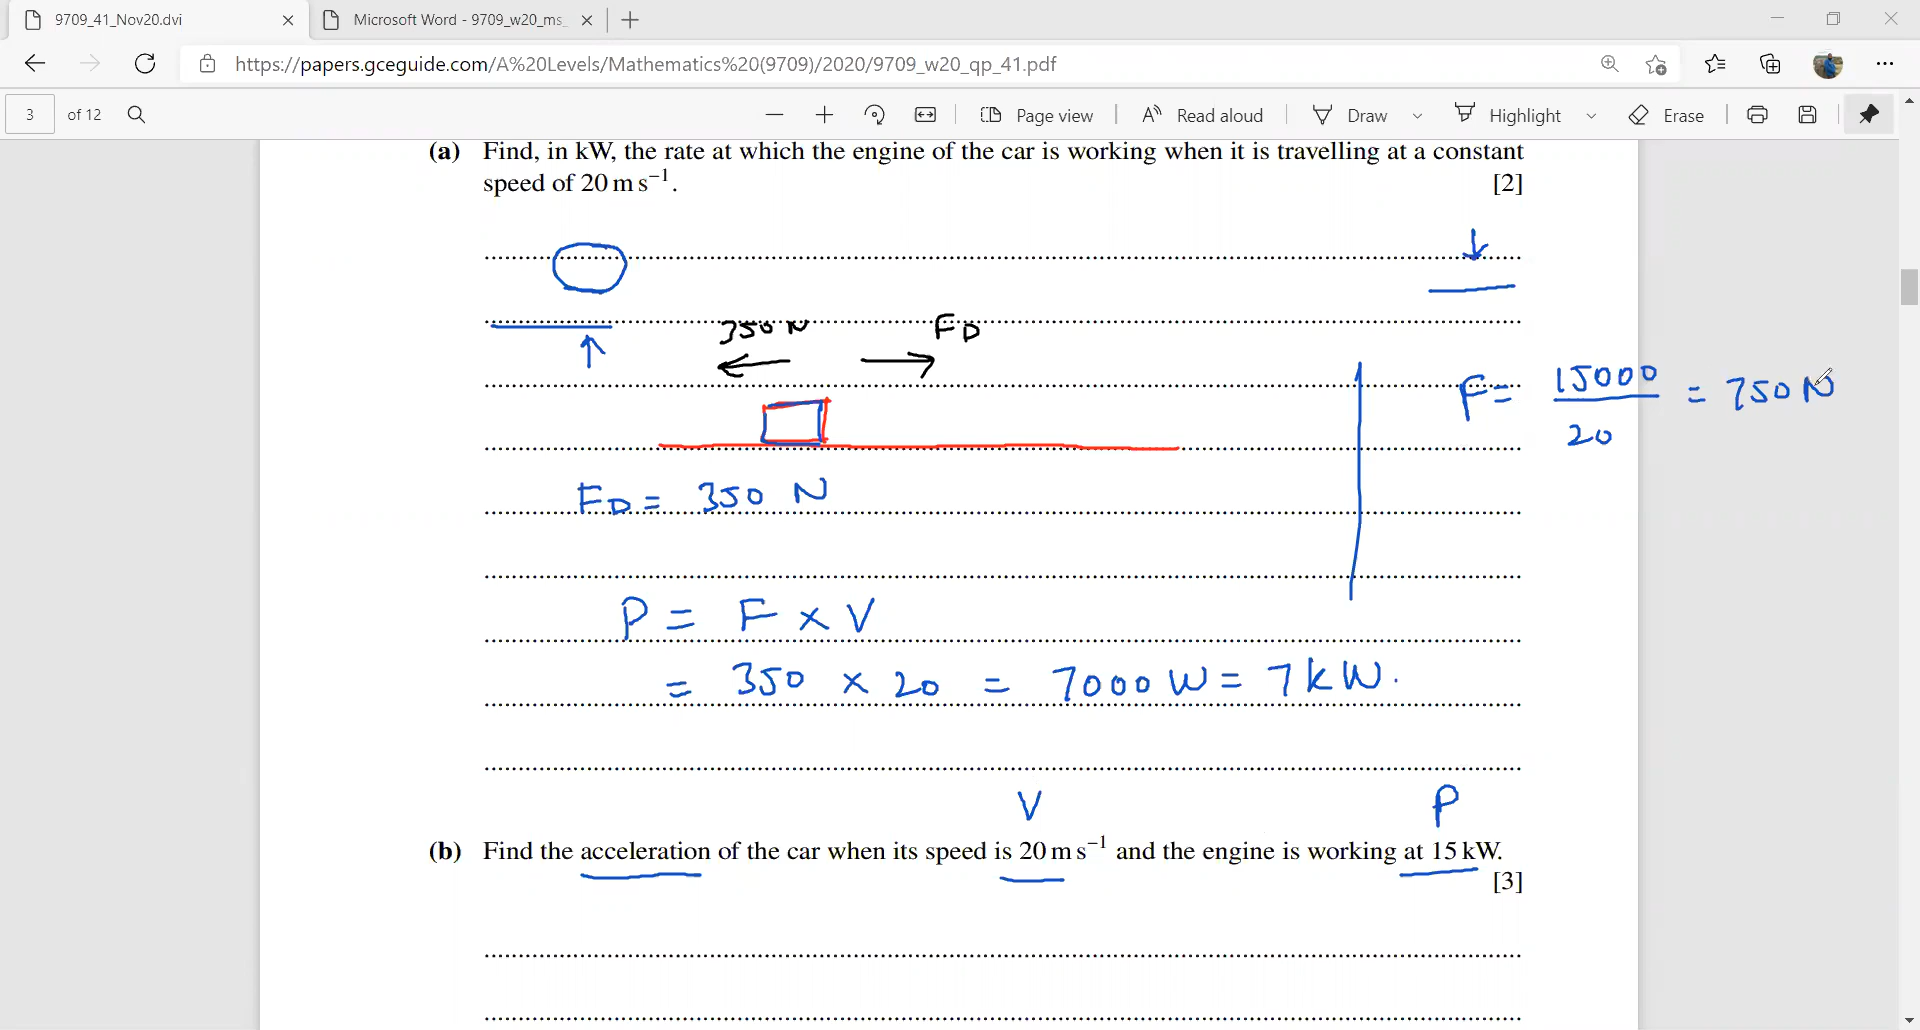 9709_41_Nov20.dvi
Microsoft Word - 9709_w20_ms_
https://papers.gceguide.com/A%20Levels/Mathematics%20(9709)/2020/9709_w20_qp_41.pdf
3 of 12
Page view
Read aloud
Draw
Highlight
Erase
(a) Find, in kW, the rate at which the engine of the car is working when it is travelling at a constant
speed of 20 m s⁻¹. [2]
350 N
F_D
F = 15000/20 = 750 N
F_D = 350 N
P = F × V
= 350 × 20 = 7000 W = 7 kW.
V
P
(b) Find the acceleration of the car when its speed is 20 m s⁻¹ and the engine is working at 15 kW.
[3]